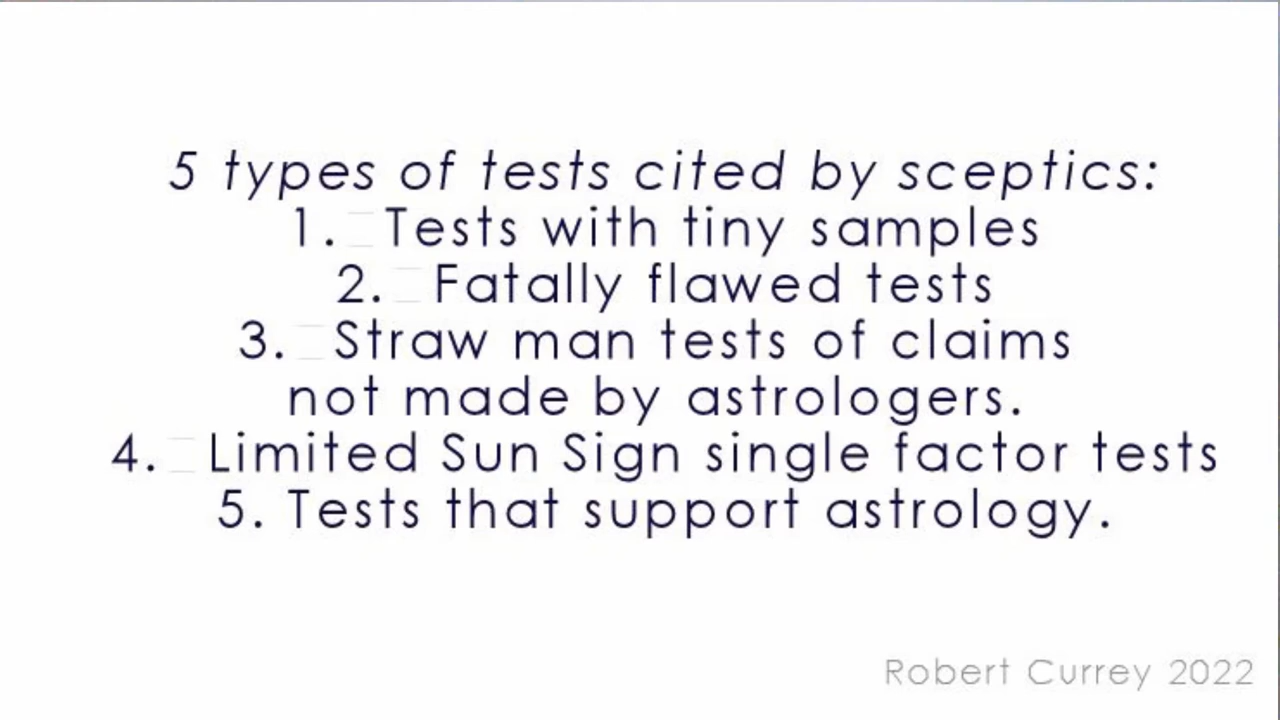 5 types of tests cited by sceptics:
1. Tests with tiny samples
2. Fatally flawed tests
3. Straw man tests of claims
not made by astrologers.
4. Limited Sun Sign single factor tests
5. Tests that support astrology.
Robert Currey 2022